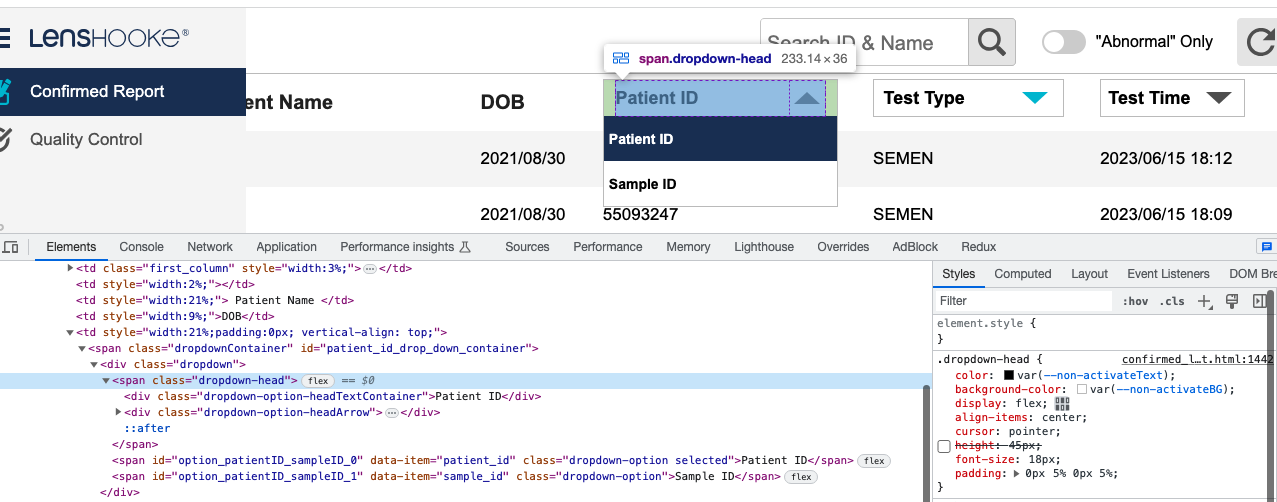 LENSHOOKE®
Search ID & Name
"Abnormal" Only
span.dropdown-head 233.14×36
Confirmed Report
ent Name
DOB
Patient ID
Test Type
Test Time
Quality Control
Patient ID
2021/08/30
SEMEN
2023/06/15 18:12
Sample ID
2021/08/30
55093247
SEMEN
2023/06/15 18:09
Elements Console Network Application Performance insights Sources Performance Memory Lighthouse Overrides AdBlock Redux
<td class="first_column" style="width:3%;">…</td>
<td style="width:2%;"></td>
<td style="width:21%;"> Patient Name </td>
<td style="width:9%;">DOB</td>
<td style="width:21%;padding:0px; vertical-align: top;">
<span class="dropdownContainer" id="patient_id_drop_down_container">
<div class="dropdown">
<span class="dropdown-head"> flex == $0
<div class="dropdown-option-headTextContainer">Patient ID</div>
<div class="dropdown-option-headArrow">…</div>
::after
</span>
<span id="option_patientID_sampleID_0" data-item="patient_id" class="dropdown-option selected">Patient ID</span> flex
<span id="option_patientID_sampleID_1" data-item="sample_id" class="dropdown-option">Sample ID</span> flex
</div>
Styles Computed Layout Event Listeners DOM Bre
Filter :hov .cls
element.style {
}
.dropdown-head { confirmed_l…t.html:1442
color: var(--non-activateText);
background-color: var(--non-activateBG);
display: flex;
align-items: center;
cursor: pointer;
height: 45px;
font-size: 18px;
padding: 0px 5% 0px 5%;
}